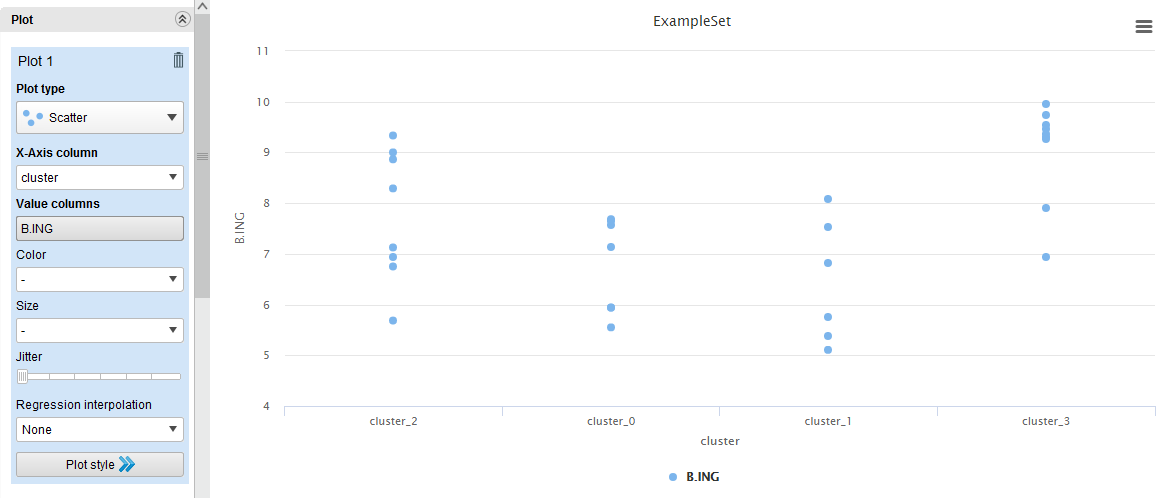 Plot
Plot 1
Plot type
Scatter
X-Axis column
cluster
Value columns
B.ING
Color
-
Size
-
Jitter
Regression interpolation
None
Plot style
ExampleSet
11
10
9
8
7
6
5
4
B.ING
cluster_2 cluster_0 cluster_1 cluster_3
cluster
B.ING